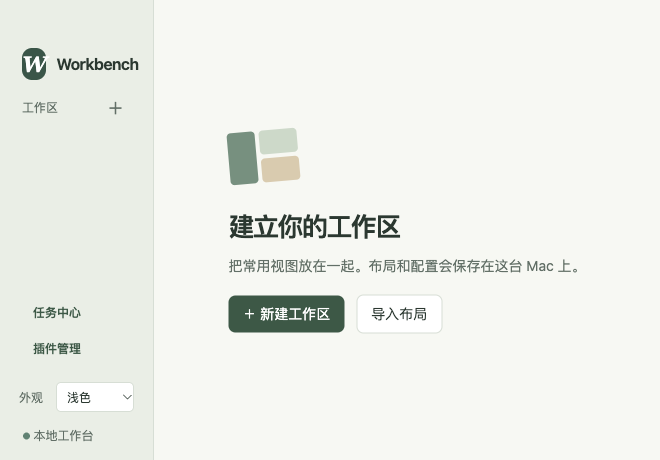 W Workbench
工作区 +
建立你的工作区
把常用视图放在一起。布局和配置会保存在这台 Mac 上。
+ 新建工作区 导入布局
任务中心
插件管理
外观 浅色
本地工作台